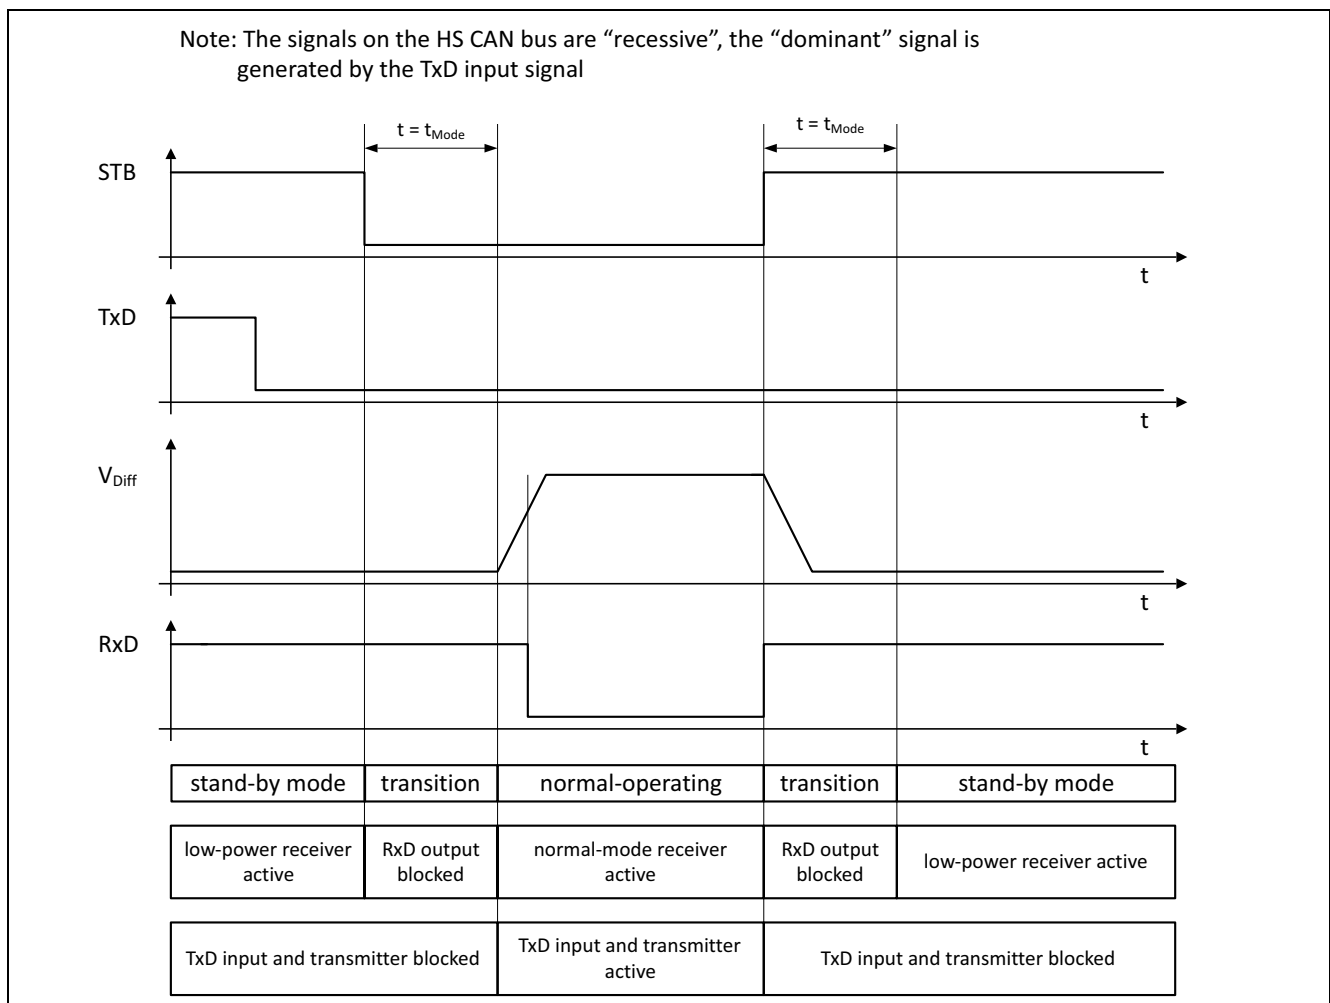 Note: The signals on the HS CAN bus are “recessive”, the “dominant” signal is
generated by the TxD input signal
t = tMode
t = tMode
STB
t
TxD
t
VDiff
t
RxD
t
stand-by mode
transition
normal-operating
transition
stand-by mode
low-power receiver
active
RxD output
blocked
normal-mode receiver
active
RxD output
blocked
low-power receiver active
TxD input and transmitter blocked
TxD input and transmitter
active
TxD input and transmitter blocked